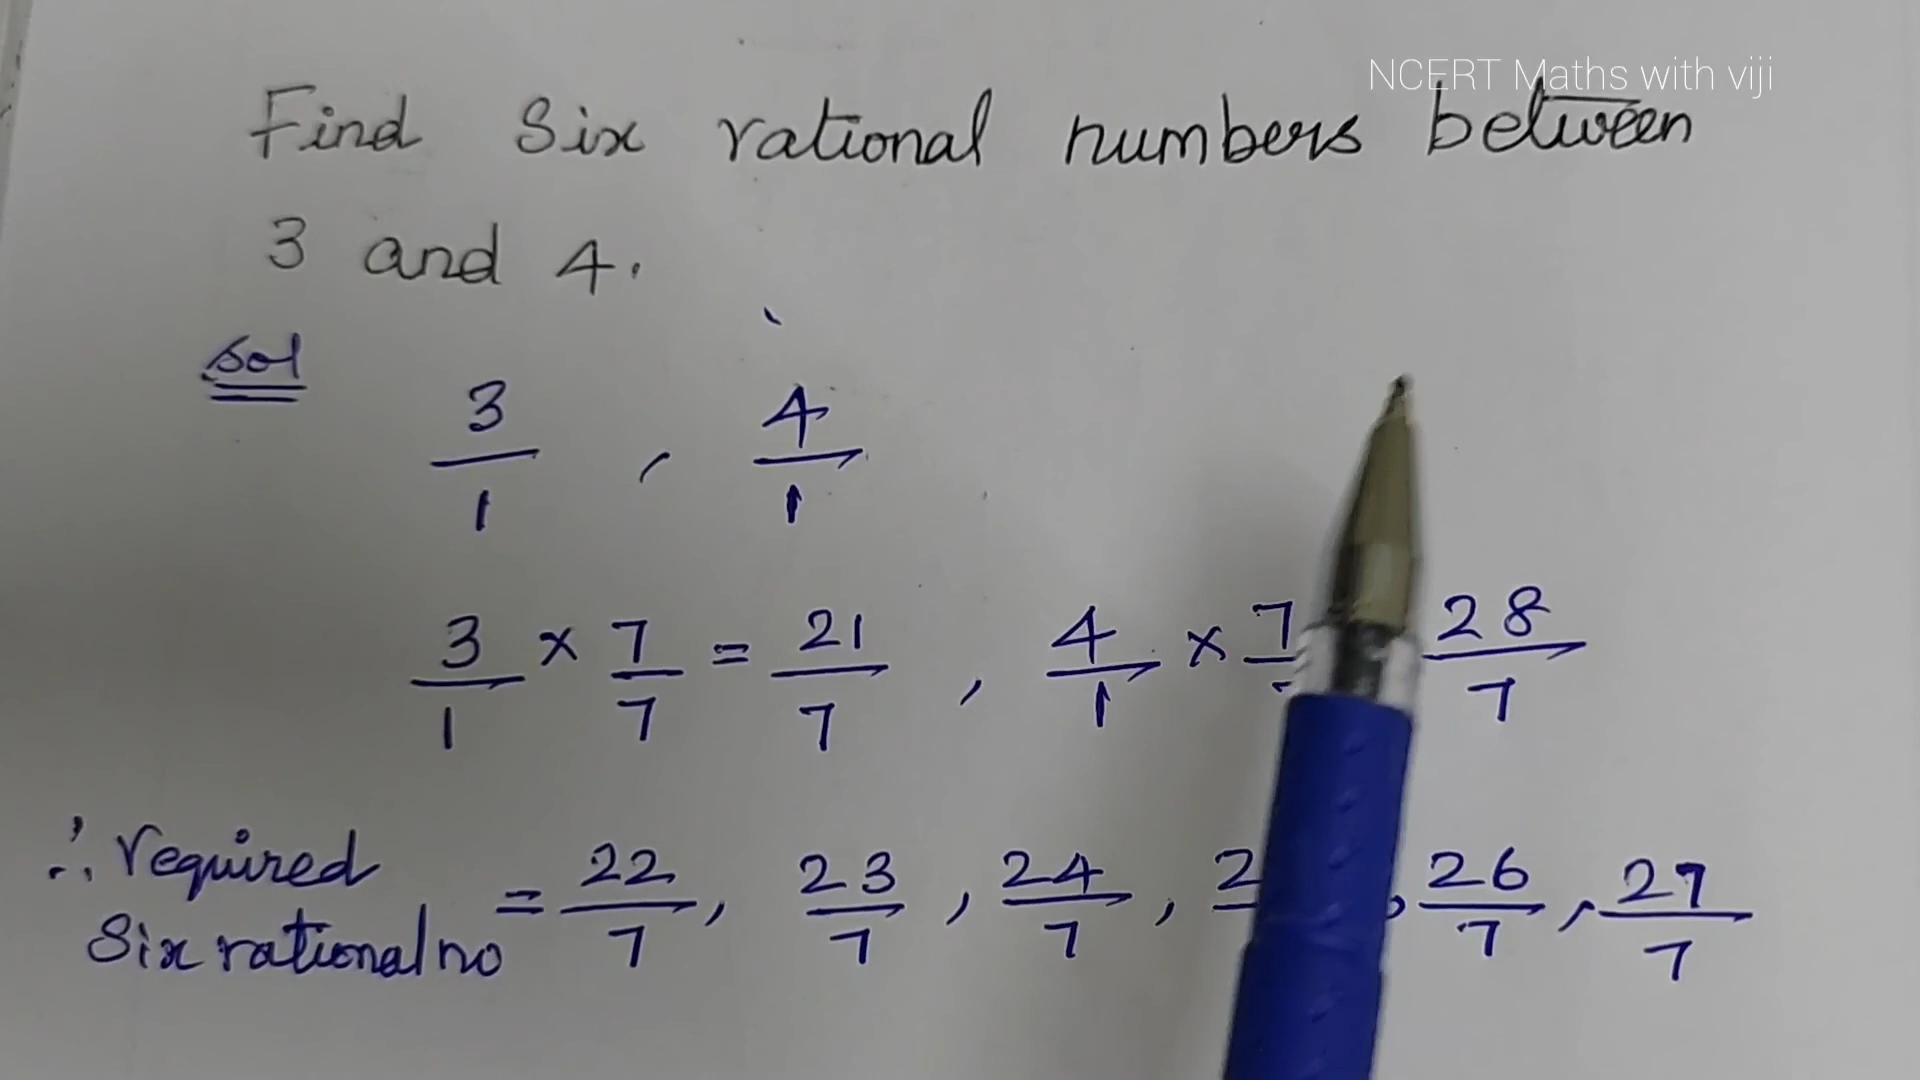 NCERT Maths with viji
Find Six rational numbers between
3 and 4.
Sol
3/1 , 4/1
3/1 × 7/7 = 21/7 , 4/1 × 7 28/7
∴ required
Six rational no = 22/7, 23/7, 24/7, 2 , 26/7, 27/7